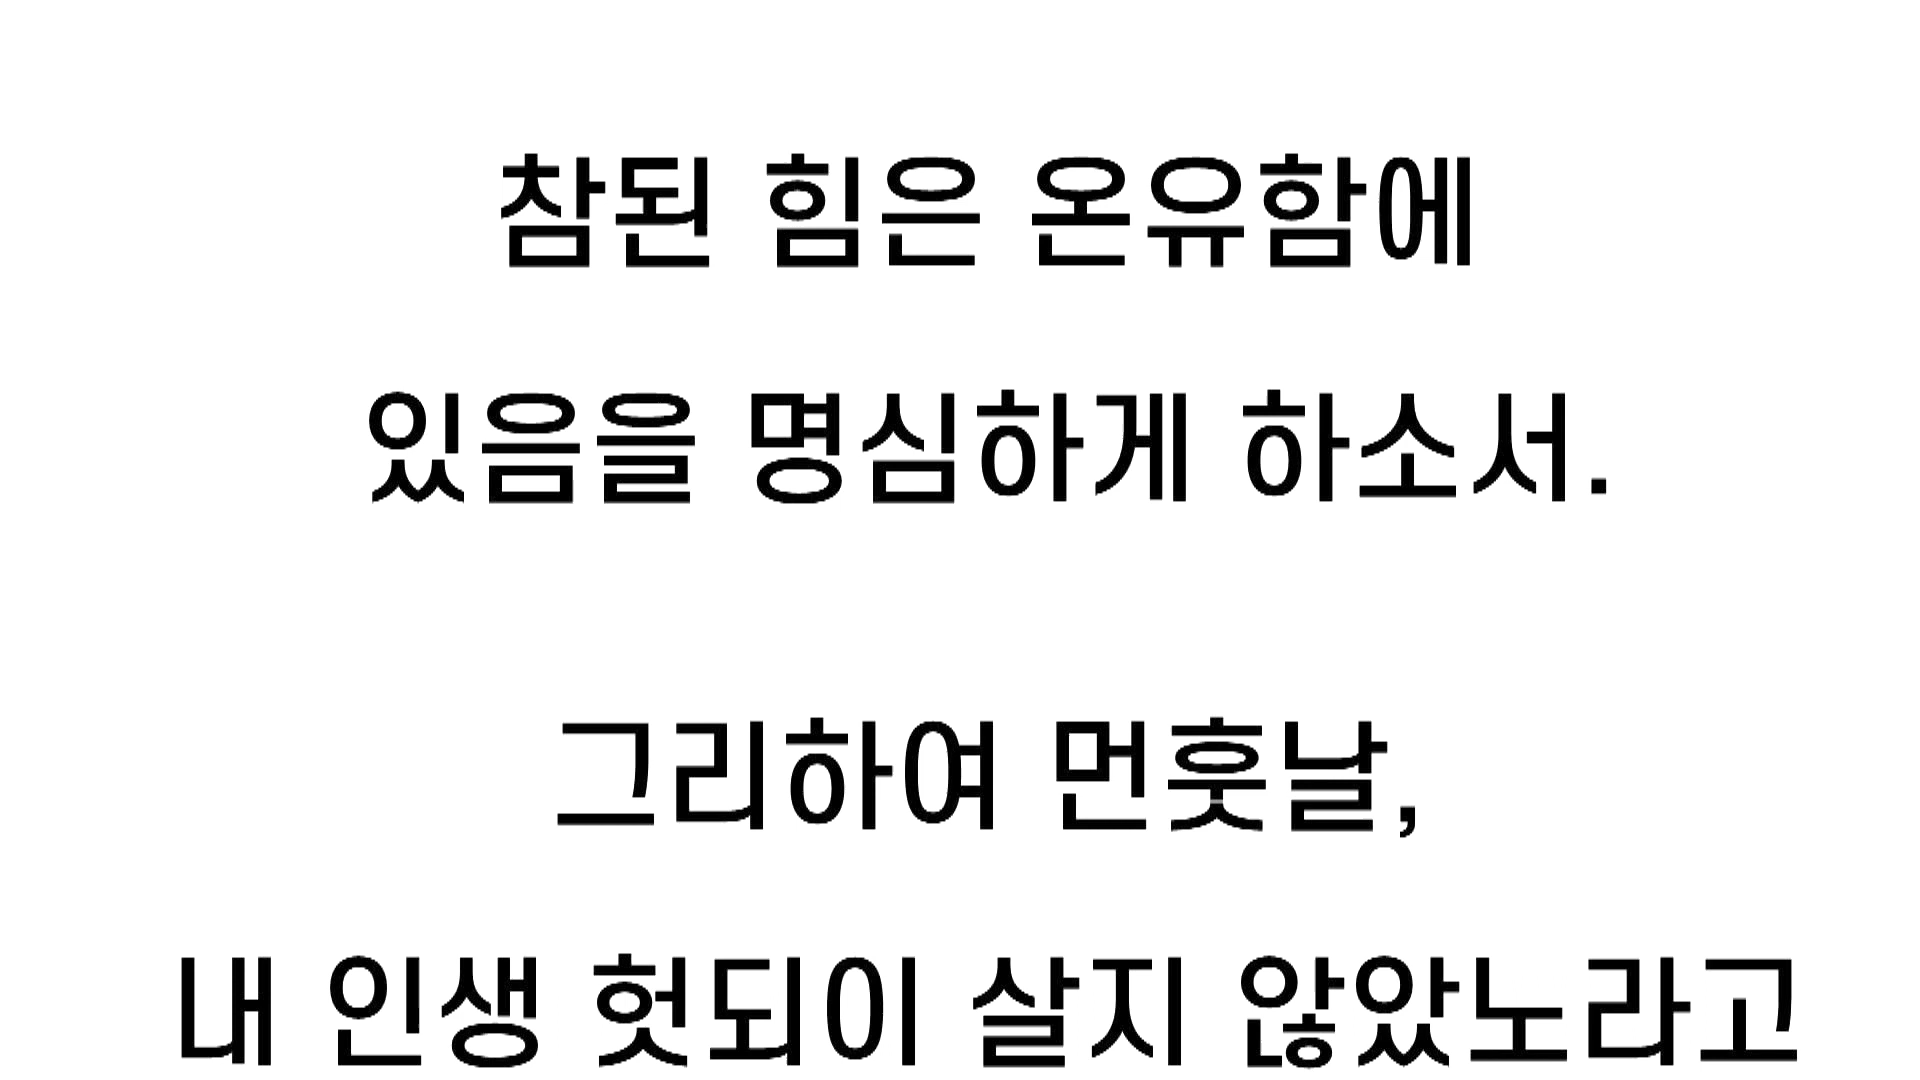 참된 힘은 온유함에
있음을 명심하게 하소서.
그리하여 먼훗날,
내 인생 헛되이 살지 않았노라고